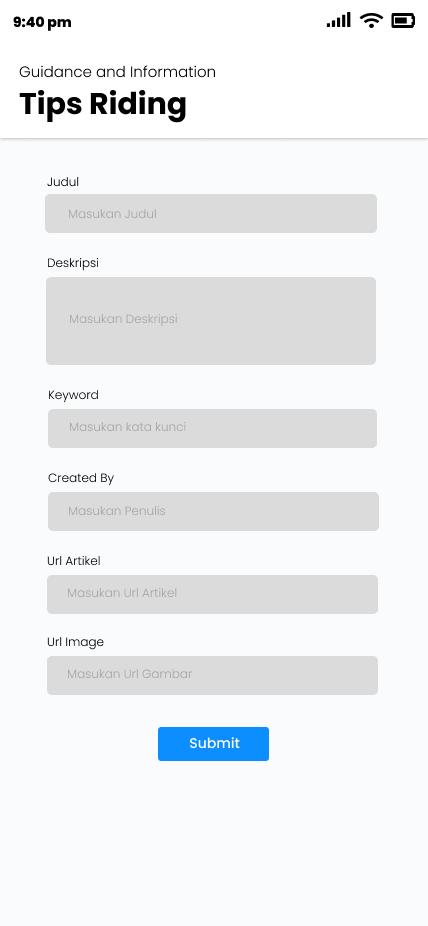 9:40 pm
Guidance and Information
Tips Riding
Judul
Masukan Judul
Deskripsi
Masukan Deskripsi
Keyword
Masukan kata kunci
Created By
Masukan Penulis
Url Artikel
Masukan Url Artikel
Url Image
Masukan Url Gambar
Submit